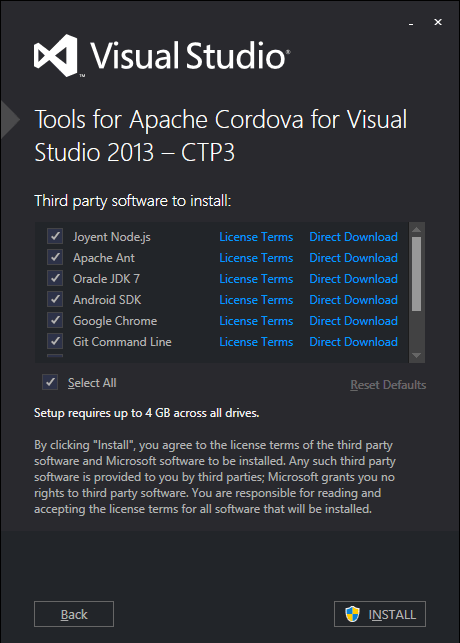 Visual Studio®
™
Tools for Apache Cordova for Visual
Studio 2013 – CTP3
Third party software to install:
Joyent Node.js License Terms Direct Download
Apache Ant License Terms Direct Download
Oracle JDK 7 License Terms Direct Download
Android SDK License Terms Direct Download
Google Chrome License Terms Direct Download
Git Command Line License Terms Direct Download
Select All Reset Defaults
Setup requires up to 4 GB across all drives.
By clicking "Install", you agree to the license terms of the third party
software and Microsoft software to be installed. Any such third party
software is provided to you by third parties; Microsoft grants you no
rights to third party software. You are responsible for reading and
accepting the license terms for all software that will be installed.
Back INSTALL